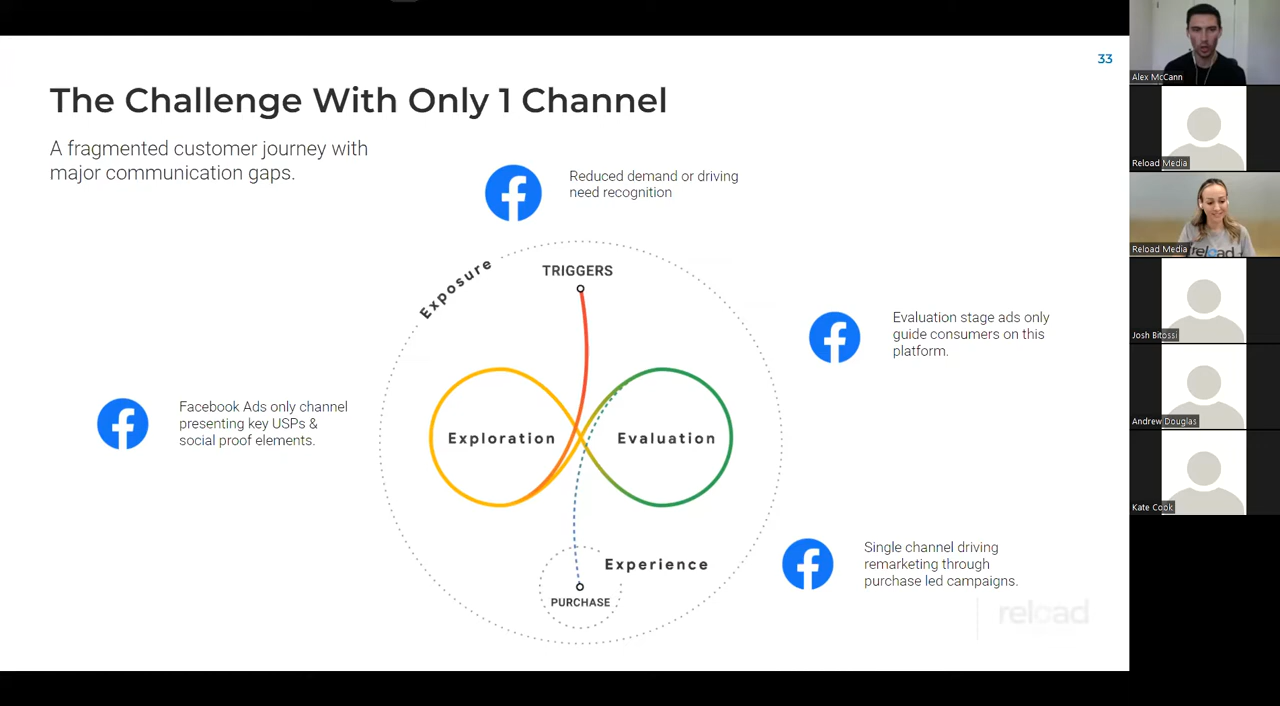 33
The Challenge With Only 1 Channel
A fragmented customer journey with
major communication gaps.
Reduced demand or driving
need recognition
Exposure
TRIGGERS
Evaluation stage ads only
guide consumers on this
platform.
Facebook Ads only channel
presenting key USPs &
social proof elements.
Exploration
Evaluation
Single channel driving
remarketing through
purchase led campaigns.
Experience
PURCHASE
reload
Alex McCann
Reload Media
reload
Reload Media
Josh Bitossi
Andrew Douglas
Kate Cook